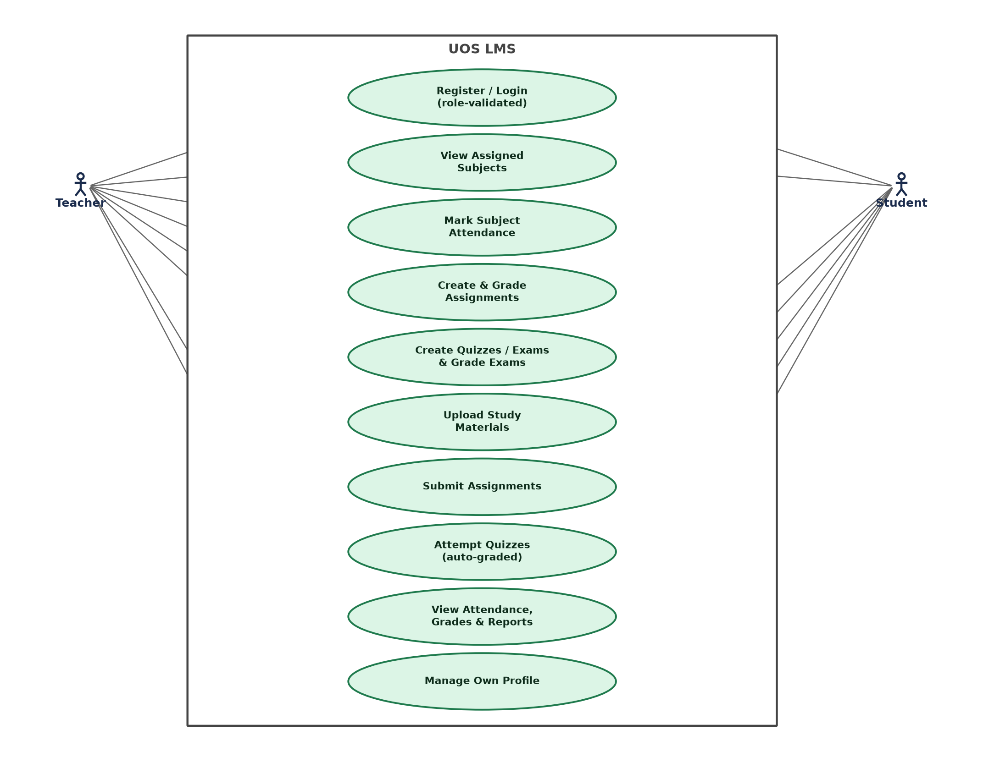 UOS LMS
Register / Login
(role-validated)
View Assigned
Subjects
Teacher
Student
Mark Subject
Attendance
Create & Grade
Assignments
Create Quizzes / Exams
& Grade Exams
Upload Study
Materials
Submit Assignments
Attempt Quizzes
(auto-graded)
View Attendance,
Grades & Reports
Manage Own Profile